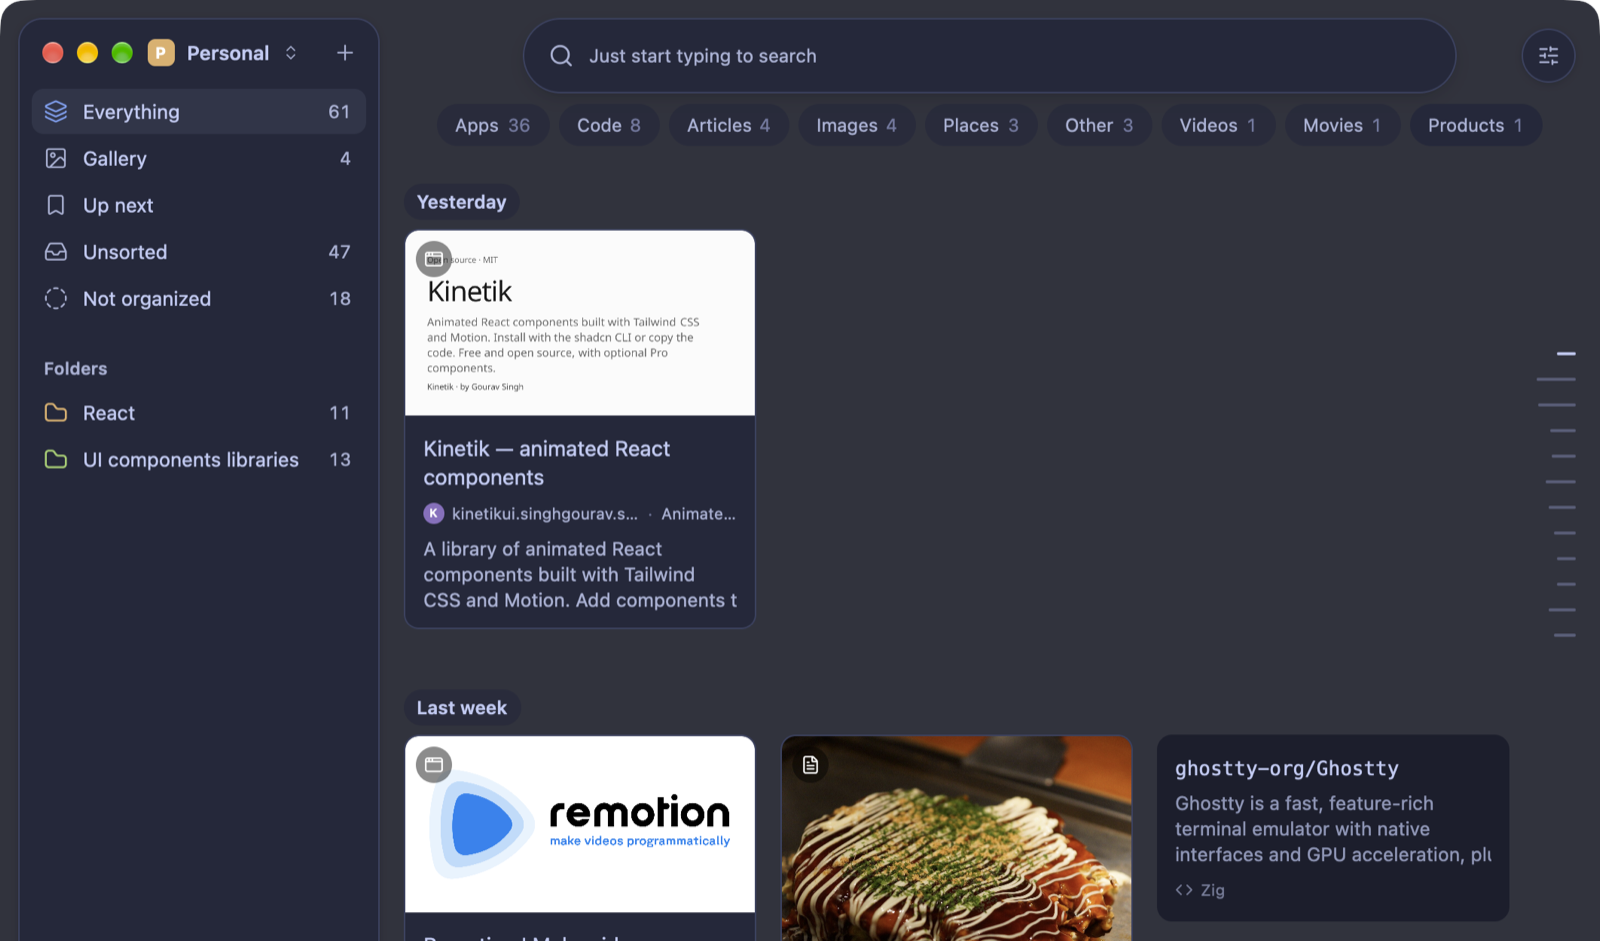 P Personal
Everything 61
Gallery 4
Up next
Unsorted 47
Not organized 18
Folders
React 11
UI components libraries 13
Just start typing to search
Apps 36 Code 8 Articles 4 Images 4 Places 3 Other 3 Videos 1 Movies 1 Products 1
Yesterday
Open source · MIT
Kinetik
Animated React components built with Tailwind CSS
and Motion. Install with the shadcn CLI or copy the
code. Free and open source, with optional Pro
components.
Kinetik · by Gourav Singh
Kinetik — animated React
components
K kinetikui.singhgourav.s... · Animate...
A library of animated React
components built with Tailwind
CSS and Motion. Add components t
Last week
remotion
make videos programmatically
ghostty-org/Ghostty
Ghostty is a fast, feature-rich
terminal emulator with native
interfaces and GPU acceleration, plu
<> Zig